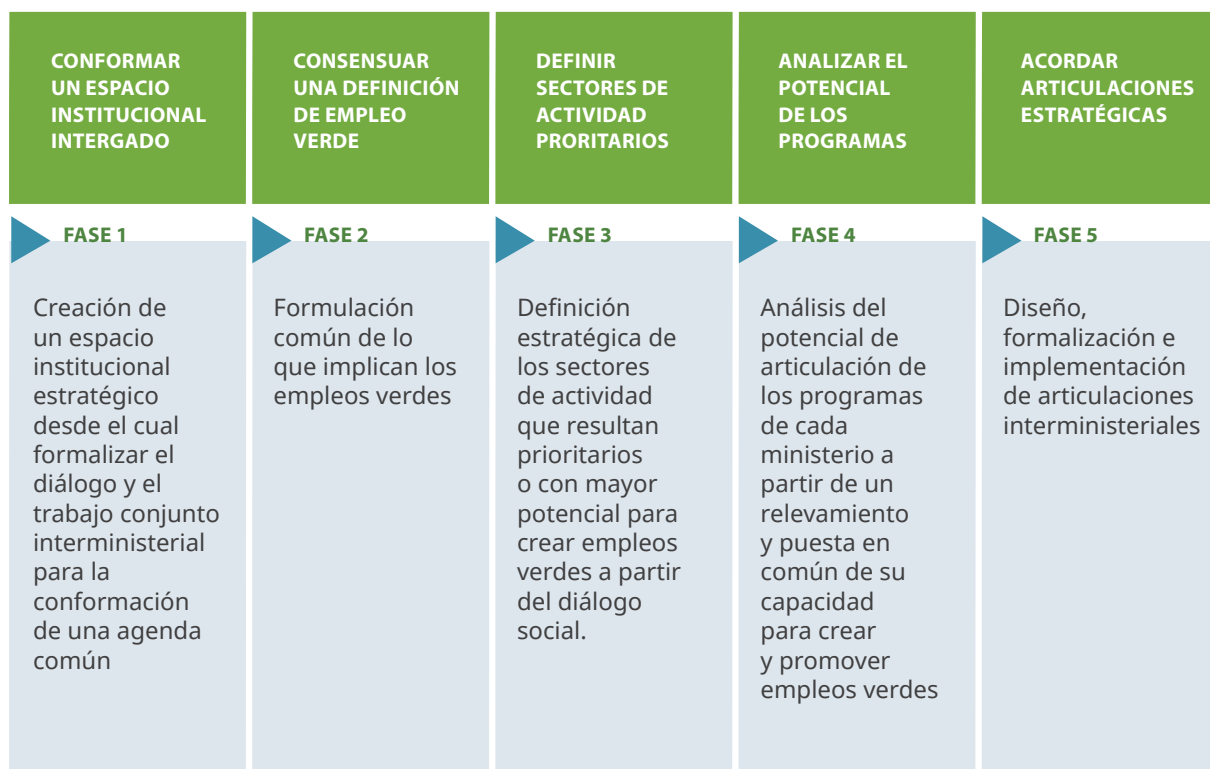 CONFORMAR
UN ESPACIO
INSTITUCIONAL
INTERGADO
CONSENSUAR
UNA DEFINICIÓN
DE EMPLEO
VERDE
DEFINIR
SECTORES DE
ACTIVIDAD
PRORITARIOS
ANALIZAR EL
POTENCIAL
DE LOS
PROGRAMAS
ACORDAR
ARTICULACIONES
ESTRATÉGICAS
FASE 1
Creación de
un espacio
institucional
estratégico
desde el cual
formalizar el
diálogo y el
trabajo conjunto
interministerial
para la
conformación
de una agenda
común
FASE 2
Formulación
común de lo
que implican los
empleos verdes
FASE 3
Definición
estratégica de
los sectores
de actividad
que resultan
prioritarios
o con mayor
potencial para
crear empleos
verdes a partir
del diálogo
social.
FASE 4
Análisis del
potencial de
articulación de
los programas
de cada
ministerio a
partir de un
relevamiento
y puesta en
común de su
capacidad
para crear
y promover
empleos verdes
FASE 5
Diseño,
formalización e
implementación
de articulaciones
interministeriales